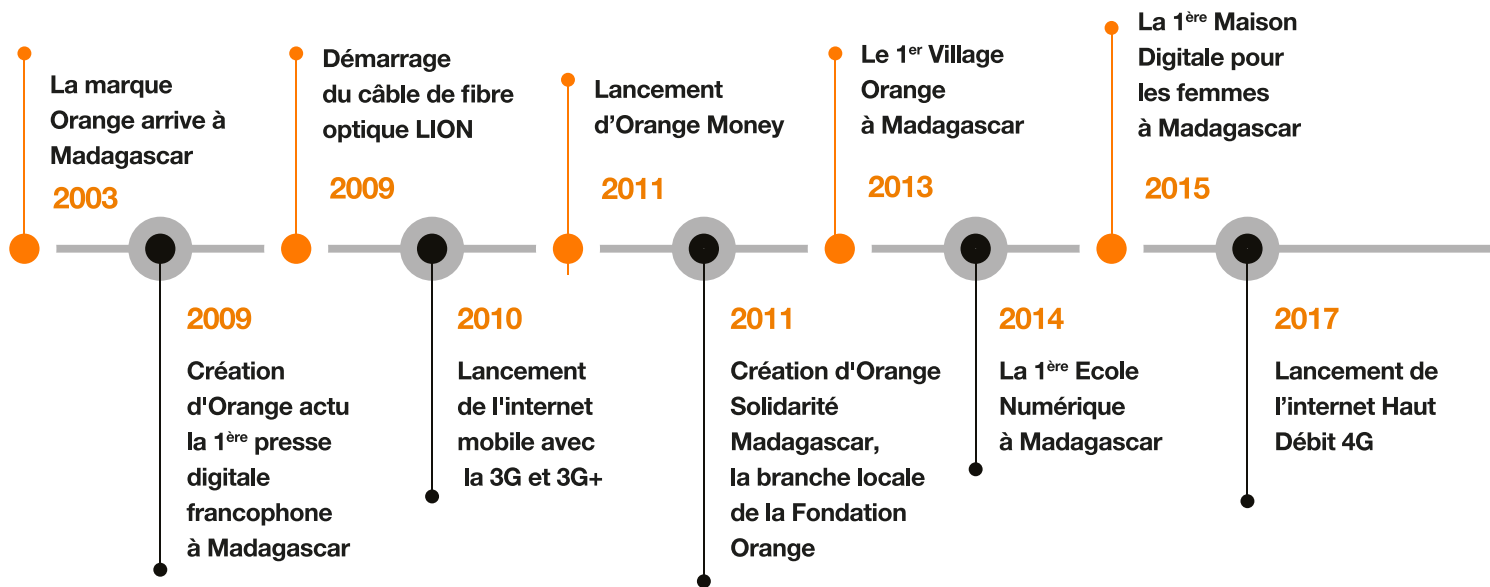 La marque
Orange arrive à
Madagascar
2003
2009
Création
d'Orange actu
la 1ère presse
digitale
francophone
à Madagascar
Démarrage
du câble de fibre
optique LION
2009
2010
Lancement
de l'internet
mobile avec
la 3G et 3G+
Lancement
d’Orange Money
2011
2011
Création d'Orange
Solidarité
Madagascar,
la branche locale
de la Fondation
Orange
Le 1er Village
Orange
à Madagascar
2013
2014
La 1ère Ecole
Numérique
à Madagascar
La 1ère Maison
Digitale pour
les femmes
à Madagascar
2015
2017
Lancement de
l’internet Haut
Débit 4G